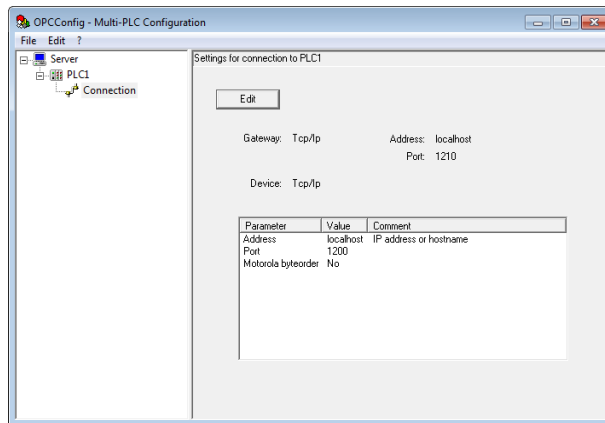 OPCConfig - Multi-PLC Configuration
File Edit ?
Server
PLC1
Connection
Settings for connection to PLC1
Edit
Gateway: Tcp/Ip Address: localhost
Port: 1210
Device: Tcp/Ip
Parameter Value Comment
Address localhost IP address or hostname
Port 1200
Motorola byteorder No